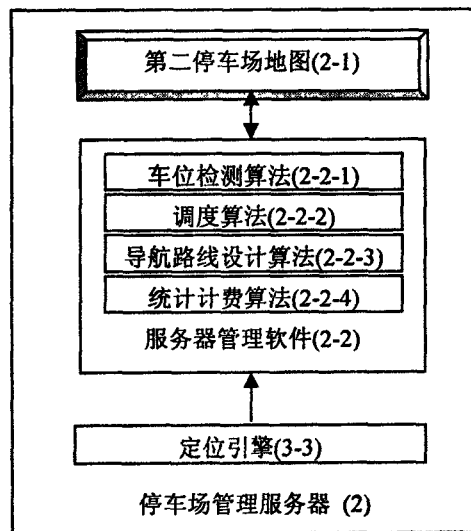 第二停车场地图(2-1)
车位检测算法(2-2-1)
调度算法(2-2-2)
导航路线设计算法(2-2-3)
统计计费算法(2-2-4)
服务器管理软件(2-2)
定位引擎(3-3)
停车场管理服务器 (2)